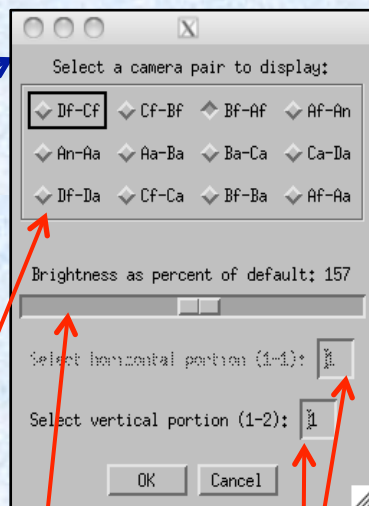 X
Select a camera pair to display:
Df-Cf Cf-Bf Bf-Af Af-An
An-Aa Aa-Ba Ba-Ca Ca-Da
Df-Da Cf-Ca Bf-Ba Af-Aa
Brightness as percent of default: 157
Select horizontal portion (1-1): 1
Select vertical portion (1-2): 1
OK Cancel